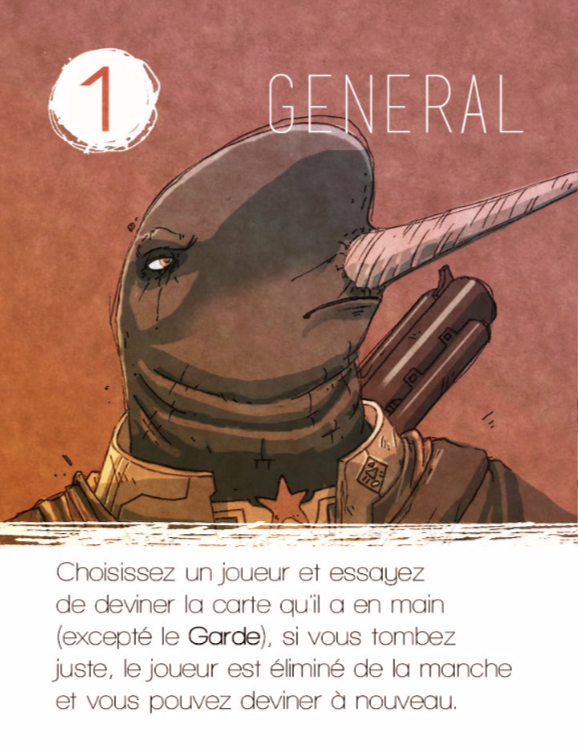 1
GENERAL
Choisissez un joueur et essayez
de deviner la carte qu'il a en main
(excepté le Garde), si vous tombez
juste, le joueur est éliminé de la manche
et vous pouvez deviner à nouveau.